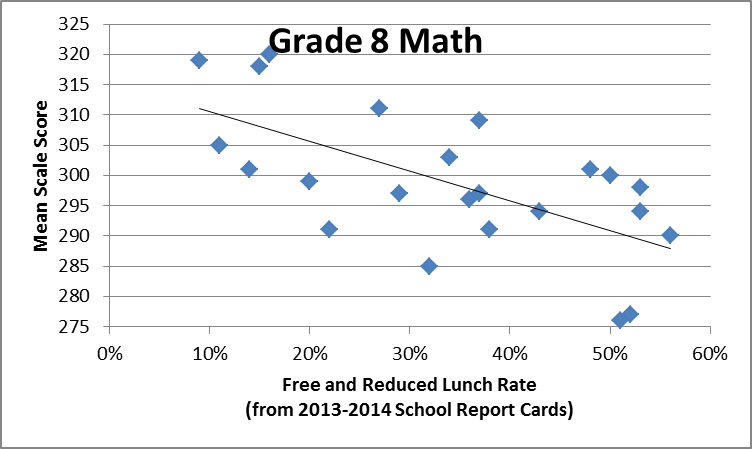 Grade 8 Math
325
320
315
310
305
300
295
290
285
280
275
Mean Scale Score
0% 10% 20% 30% 40% 50% 60%
Free and Reduced Lunch Rate
(from 2013-2014 School Report Cards)